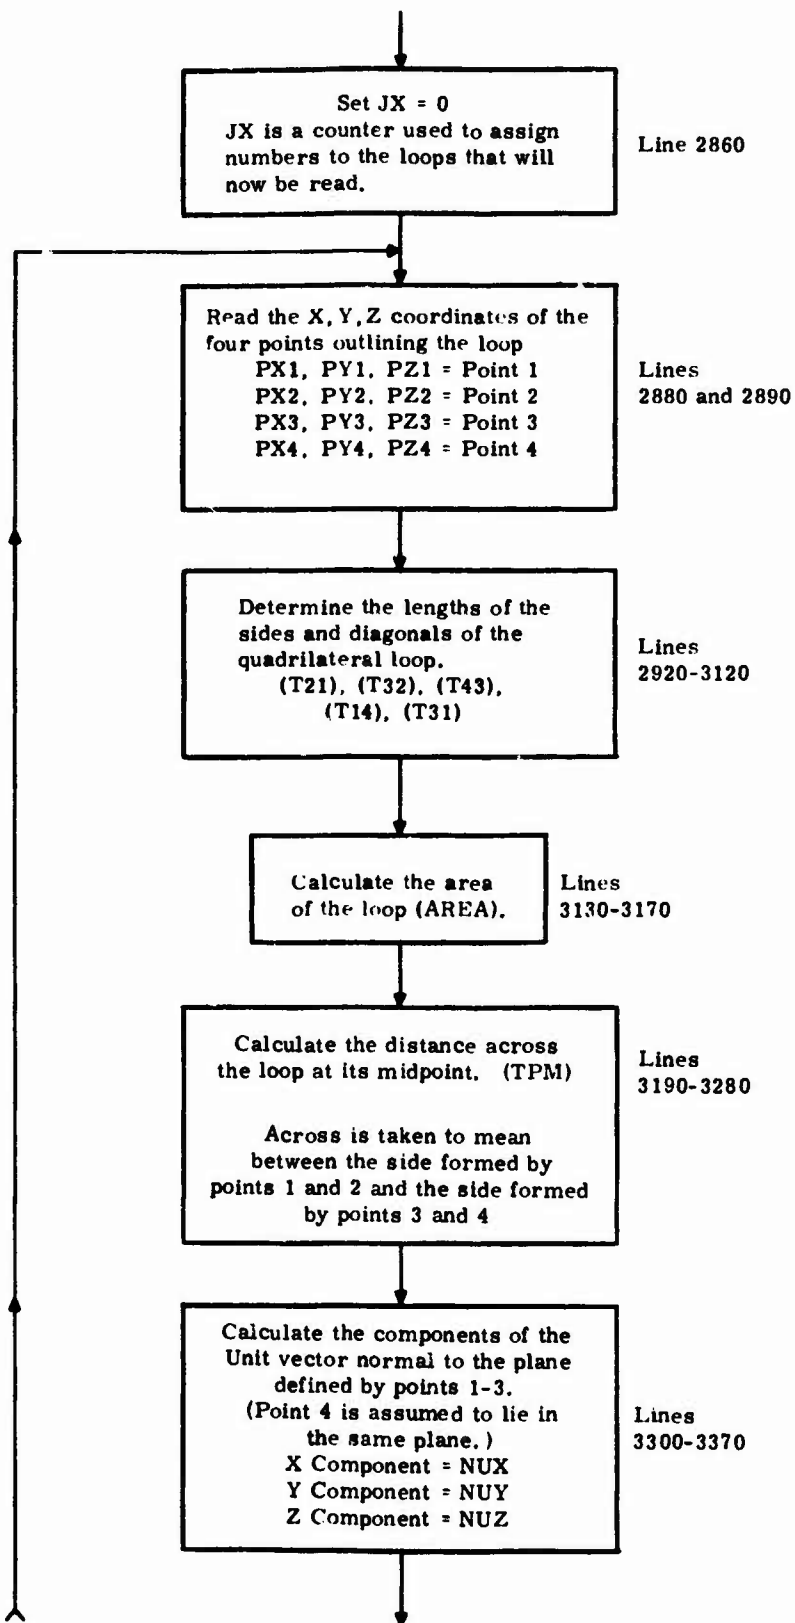 Set JX = 0
JX is a counter used to assign
numbers to the loops that will
now be read.
Line 2860
Read the X, Y, Z coordinates of the
four points outlining the loop
PX1, PY1, PZ1 = Point 1
PX2, PY2, PZ2 = Point 2
PX3, PY3, PZ3 = Point 3
PX4, PY4, PZ4 = Point 4
Lines
2880 and 2890
Determine the lengths of the
sides and diagonals of the
quadrilateral loop.
(T21), (T32), (T43),
(T14), (T31)
Lines
2920-3120
Calculate the area
of the loop (AREA).
Lines
3130-3170
Calculate the distance across
the loop at its midpoint. (TPM)
Across is taken to mean
between the side formed by
points 1 and 2 and the side formed
by points 3 and 4
Lines
3190-3280
Calculate the components of the
Unit vector normal to the plane
defined by points 1-3.
(Point 4 is assumed to lie in
the same plane.)
X Component = NUX
Y Component = NUY
Z Component = NUZ
Lines
3300-3370